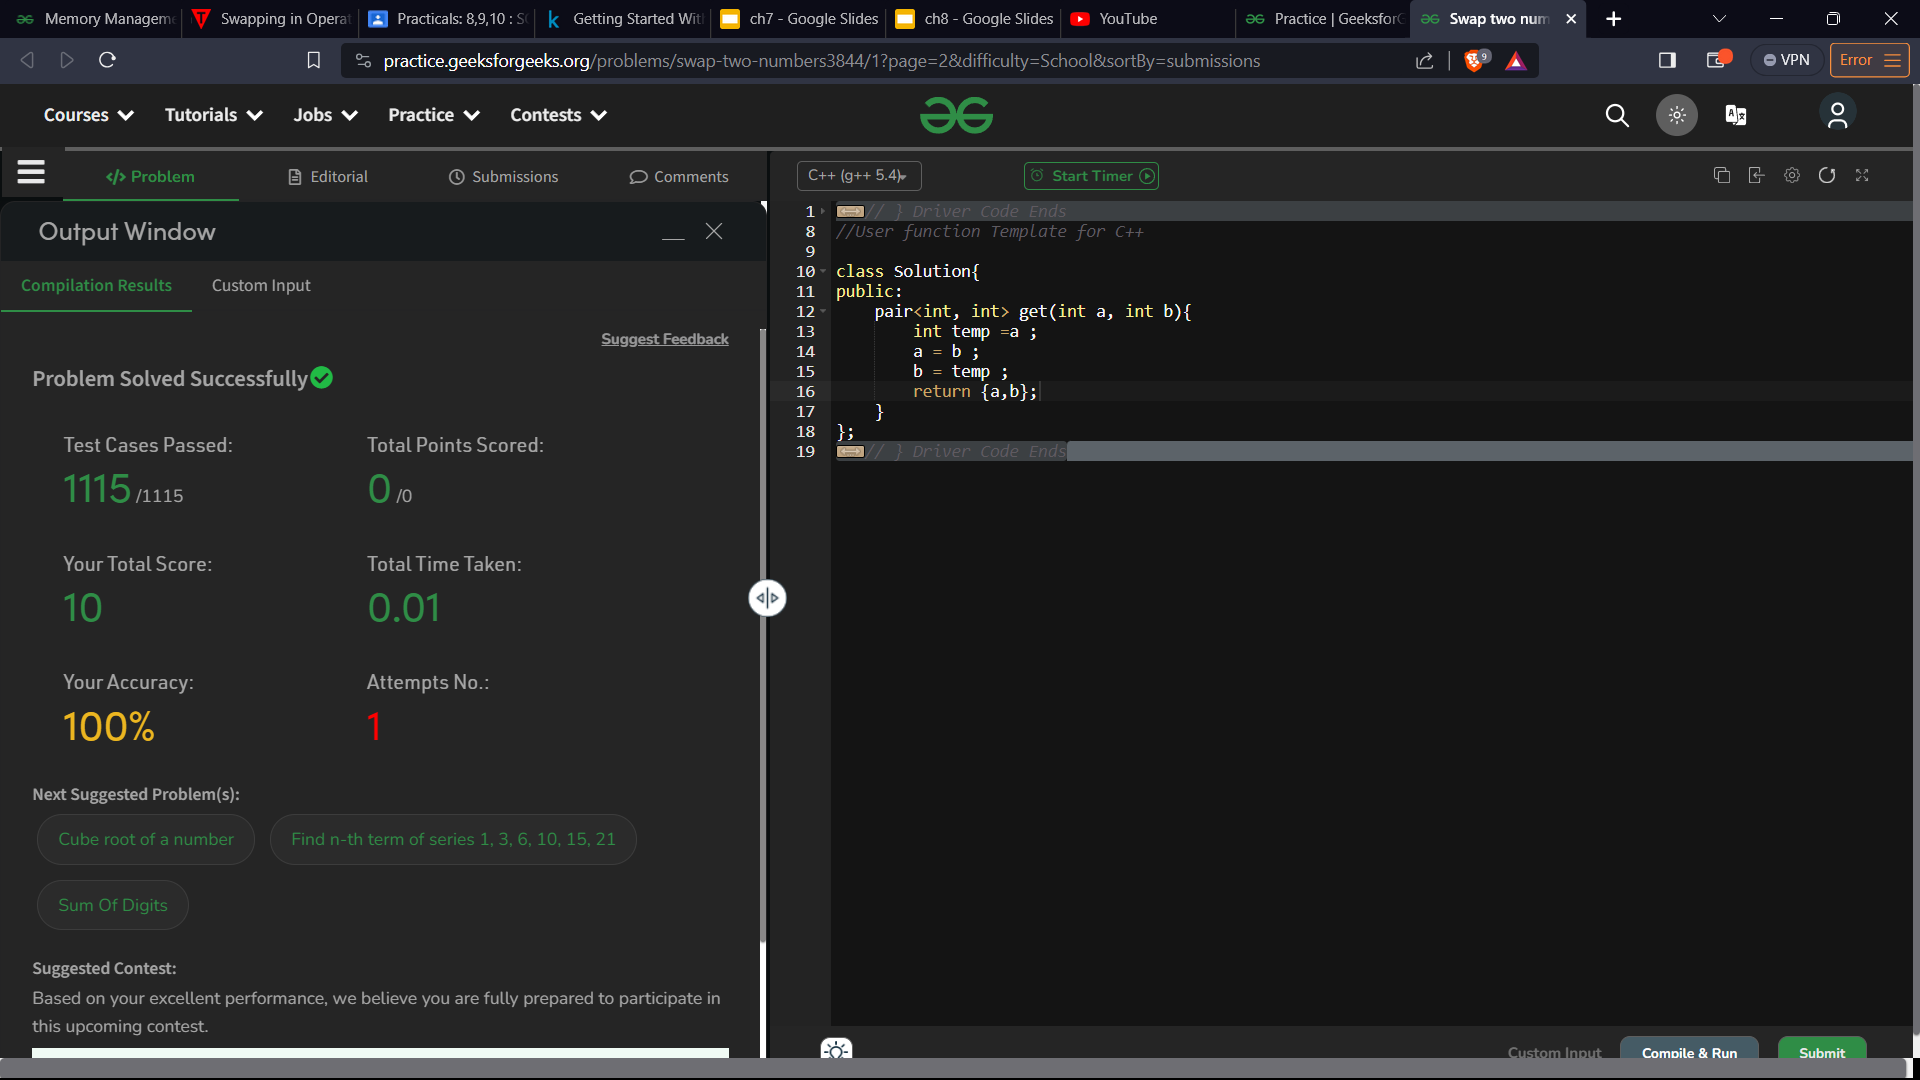 Memory Managem
Swapping in Operat
Practicals: 8,9,10 : S
Getting Started Wit
ch7 - Google Slides
ch8 - Google Slides
YouTube
Practice | Geeksfor
Swap two num
practice.geeksforgeeks.org/problems/swap-two-numbers3844/1?page=2&difficulty=School&sortBy=submissions
9
VPN
Error
Courses
Tutorials
Jobs
Practice
Contests
</> Problem
Editorial
Submissions
Comments
C++ (g++ 5.4)
Start Timer
Output Window
Compilation Results
Custom Input
Suggest Feedback
Problem Solved Successfully
Test Cases Passed:
Total Points Scored:
1115 /1115
0 /0
Your Total Score:
Total Time Taken:
10
0.01
Your Accuracy:
Attempts No.:
100%
1
Next Suggested Problem(s):
Cube root of a number
Find n-th term of series 1, 3, 6, 10, 15, 21
Sum Of Digits
Suggested Contest:
Based on your excellent performance, we believe you are fully prepared to participate in
this upcoming contest.
1 // } Driver Code Ends
8 //User function Template for C++
9
10 class Solution{
11 public:
12 pair<int, int> get(int a, int b){
13 int temp =a ;
14 a = b ;
15 b = temp ;
16 return {a,b};
17 }
18 };
19 // } Driver Code Ends
Custom Input
Compile & Run
Submit